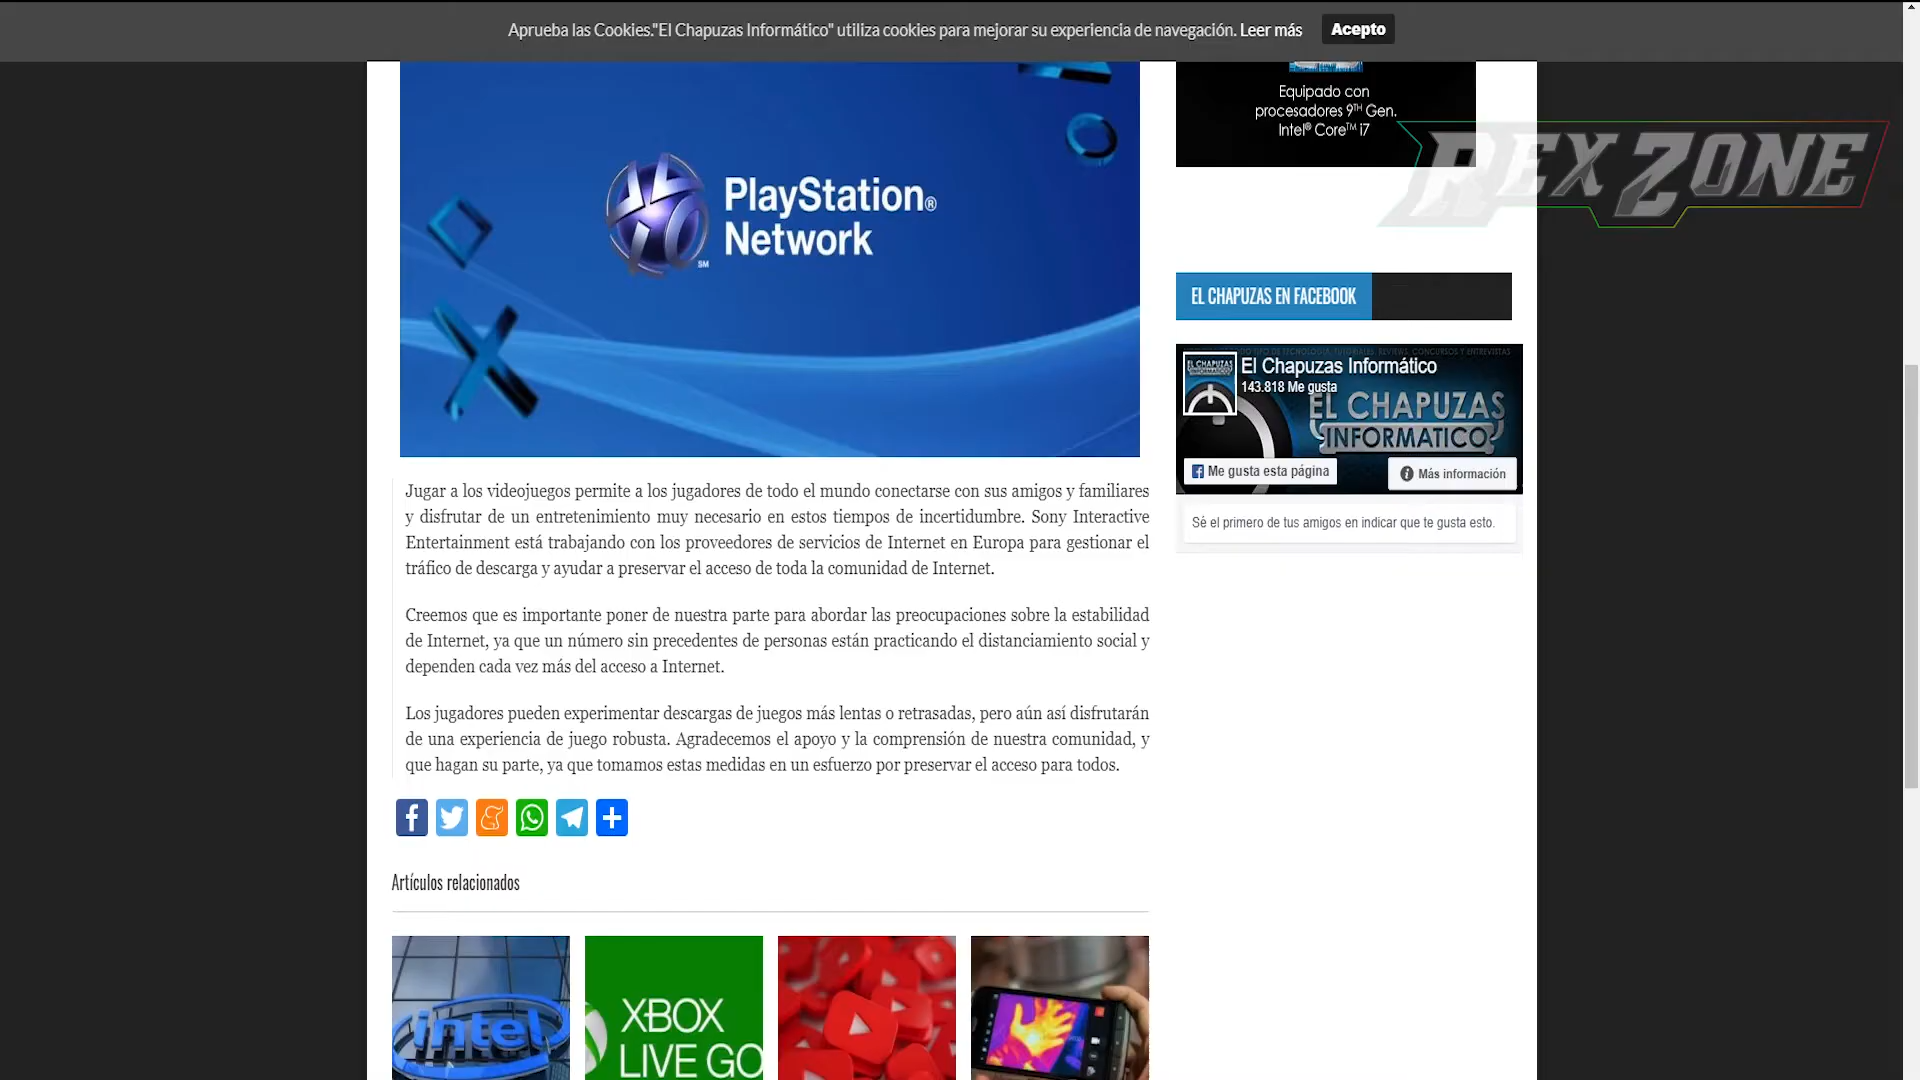 Aprueba las Cookies."El Chapuzas Informático" utiliza cookies para mejorar su experiencia de navegación. Leer más
Acepto
PlayStation®
Network
SM
Equipado con
procesadores 9TH Gen.
Intel® Core™ i7
REX ZONE
EL CHAPUZAS EN FACEBOOK
EL CHAPUZAS
El Chapuzas Informático
143.818 Me gusta
EL CHAPUZAS
INFORMATICO
Me gusta esta página
Más información
Sé el primero de tus amigos en indicar que te gusta esto.
Jugar a los videojuegos permite a los jugadores de todo el mundo conectarse con sus amigos y familiares
y disfrutar de un entretenimiento muy necesario en estos tiempos de incertidumbre. Sony Interactive
Entertainment está trabajando con los proveedores de servicios de Internet en Europa para gestionar el
tráfico de descarga y ayudar a preservar el acceso de toda la comunidad de Internet.
Creemos que es importante poner de nuestra parte para abordar las preocupaciones sobre la estabilidad
de Internet, ya que un número sin precedentes de personas están practicando el distanciamiento social y
dependen cada vez más del acceso a Internet.
Los jugadores pueden experimentar descargas de juegos más lentas o retrasadas, pero aún así disfrutarán
de una experiencia de juego robusta. Agradecemos el apoyo y la comprensión de nuestra comunidad, y
que hagan su parte, ya que tomamos estas medidas en un esfuerzo por preservar el acceso para todos.
Artículos relacionados
intel
XBOX
LIVE GO